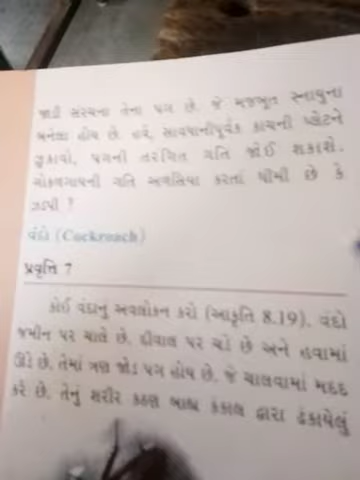 જાડી સંરચના તેના પગ છે. જે મજબૂત સ્નાયુના
બનેલા હોય છે. હવે, સાવધાનીપૂર્વક કાચની પ્લેટને
ઝુકાવો, પગની તરંગિત ગતિ જોઈ શકાશે.
ગોકળગાયની ગતિ અળસિયા કરતાં ધીમી છે કે
ઝડપી ?
વંદો (Cockroach)
પ્રવૃત્તિ 7
કોઈ વંદાનું અવલોકન કરો (આકૃતિ 8.19). વંદો
જમીન પર ચાલે છે. દીવાલ પર ચડે છે અને હવામાં
ઊડે છે. તેમાં ત્રણ જોડ પગ હોય છે. જે ચાલવામાં મદદ
કરે છે. તેનું શરીર કઠણ બાહ્ય કંકાલ દ્વારા ઢંકાયેલું